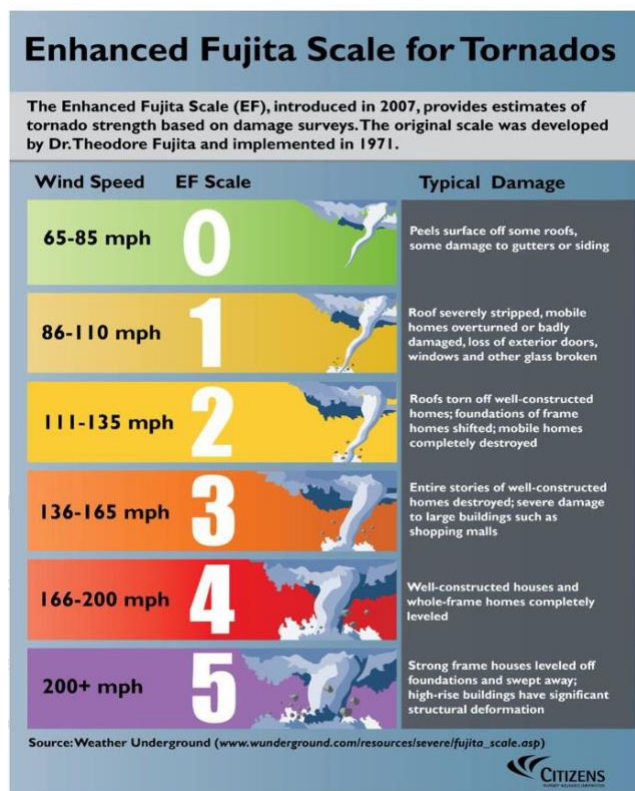 Enhanced Fujita Scale for Tornados
The Enhanced Fujita Scale (EF), introduced in 2007, provides estimates of
tornado strength based on damage surveys. The original scale was developed
by Dr. Theodore Fujita and implemented in 1971.
Wind Speed EF Scale Typical Damage
65-85 mph 0
Peels surface off some roofs,
some damage to gutters or siding
86-110 mph 1
Roof severely stripped, mobile
homes overturned or badly
damaged, loss of exterior doors,
windows and other glass broken
111-135 mph 2
Roofs torn off well-constructed
homes; foundations of frame
homes shifted; mobile homes
completely destroyed
136-165 mph 3
Entire stories of well-constructed
homes destroyed; severe damage
to large buildings such as
shopping malls
166-200 mph 4
Well-constructed houses and
whole-frame homes completely
leveled
200+ mph 5
Strong frame houses leveled off
foundations and swept away;
high-rise buildings have significant
structural deformation
Source: Weather Underground (www.wunderground.com/resources/severe/fujita_scale.asp)
CITIZENS